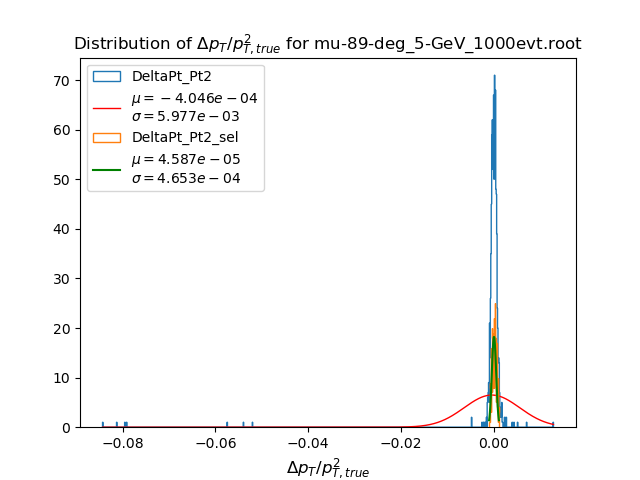 Distribution of Δp_T/p²_{T,true} for mu-89-deg_5-GeV_1000evt.root
DeltaPt_Pt2
μ = −4.046e − 04
σ = 5.977e − 03
DeltaPt_Pt2_sel
μ = 4.587e − 05
σ = 4.653e − 04
70
60
50
40
30
20
10
0
−0.08 −0.06 −0.04 −0.02 0.00
Δp_T/p²_{T,true}